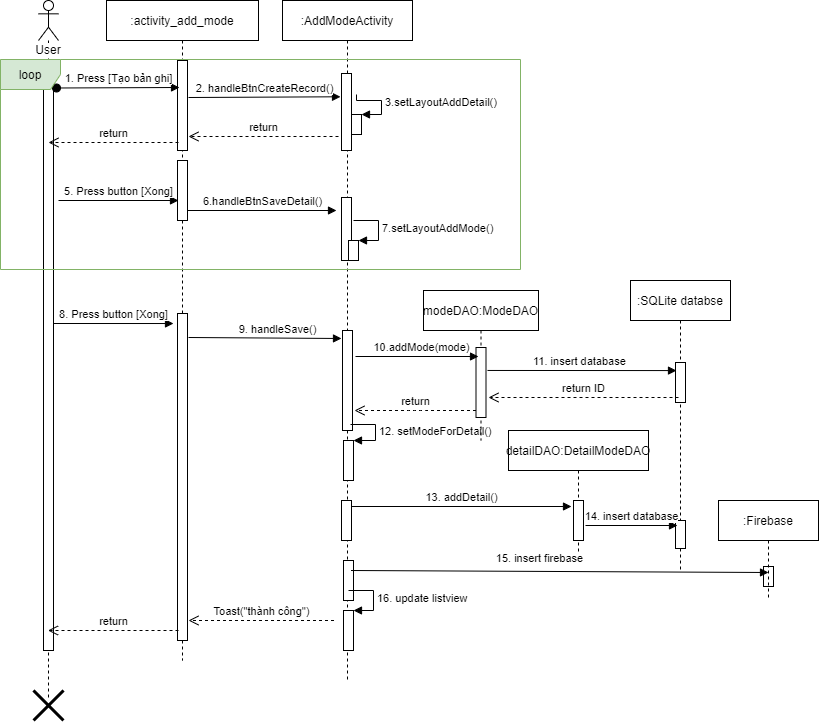 :activity_add_mode
:AddModeActivity
User
loop
1. Press [Tạo bản ghi]
2. handleBtnCreateRecord()
3.setLayoutAddDetail()
return
return
5. Press button [Xong]
6.handleBtnSaveDetail()
7.setLayoutAddMode()
:SQLite databse
modeDAO:ModeDAO
8. Press button [Xong]
9. handleSave()
10.addMode(mode)
11. insert database
return ID
return
12. setModeForDetail()
detailDAO:DetailModeDAO
13. addDetail()
14. insert database
:Firebase
15. insert firebase
16. update listview
Toast("thành công")
return